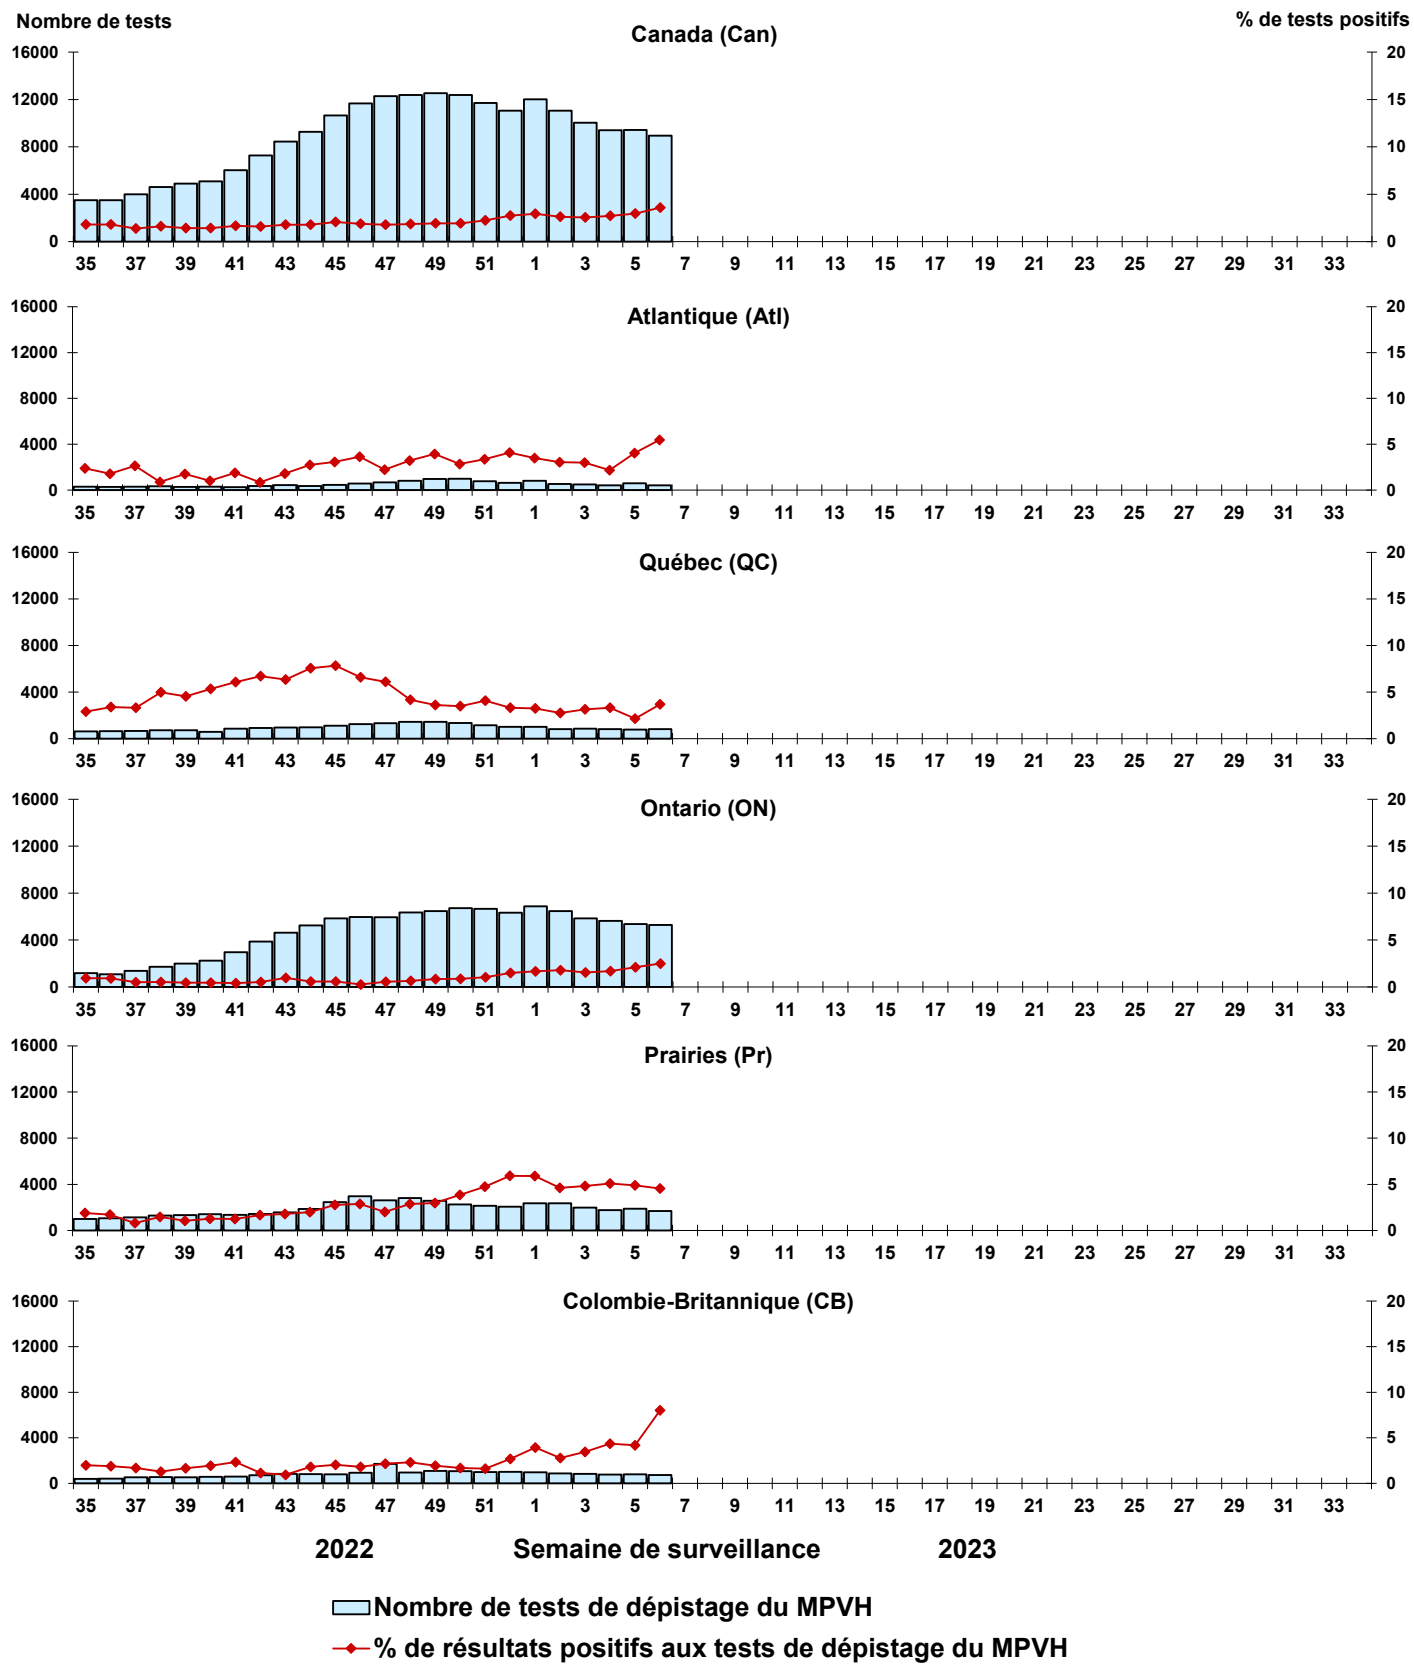 Nombre de tests
% de tests positifs
Canada (Can)
16000 20
12000 15
8000 10
4000 5
0 0
35 37 39 41 43 45 47 49 51 1 3 5 7 9 11 13 15 17 19 21 23 25 27 29 31 33
Atlantique (Atl)
16000 20
12000 15
8000 10
4000 5
0 0
35 37 39 41 43 45 47 49 51 1 3 5 7 9 11 13 15 17 19 21 23 25 27 29 31 33
Québec (QC)
16000 20
12000 15
8000 10
4000 5
0 0
35 37 39 41 43 45 47 49 51 1 3 5 7 9 11 13 15 17 19 21 23 25 27 29 31 33
Ontario (ON)
16000 20
12000 15
8000 10
4000 5
0 0
35 37 39 41 43 45 47 49 51 1 3 5 7 9 11 13 15 17 19 21 23 25 27 29 31 33
Prairies (Pr)
16000 20
12000 15
8000 10
4000 5
0 0
35 37 39 41 43 45 47 49 51 1 3 5 7 9 11 13 15 17 19 21 23 25 27 29 31 33
Colombie-Britannique (CB)
16000 20
12000 15
8000 10
4000 5
0 0
35 37 39 41 43 45 47 49 51 1 3 5 7 9 11 13 15 17 19 21 23 25 27 29 31 33
2022 Semaine de surveillance 2023
Nombre de tests de dépistage du MPVH
% de résultats positifs aux tests de dépistage du MPVH